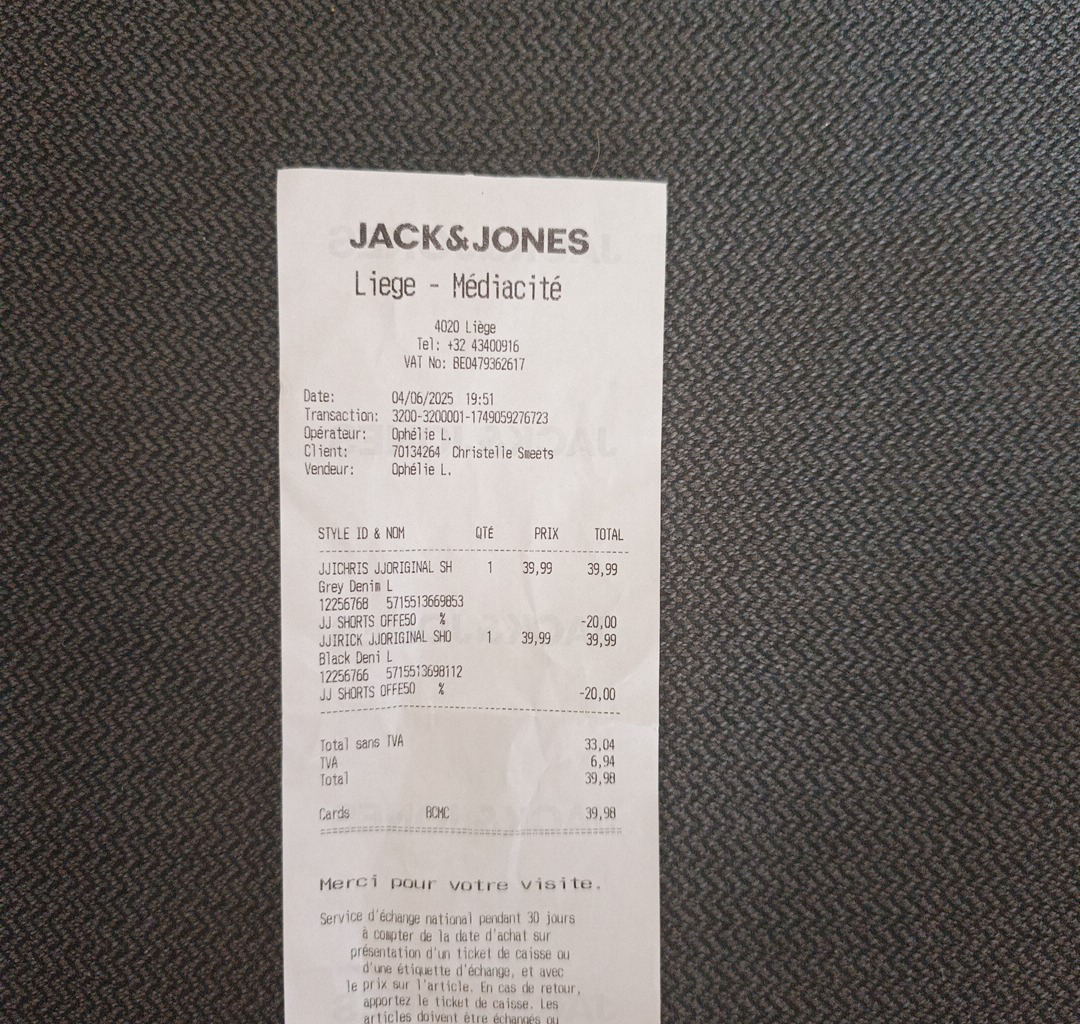 JACK&JONES
Liege - Médiacité
4020 Liège
Tel: +32 43400916
VAT No: BE0479362617
Date: 04/06/2025 19:51
Transaction: 3200-3200001-1749059276723
Opérateur: Ophélie L.
Client: 70134264 Christelle Smeets
Vendeur: Ophélie L.
STYLE ID & NOM QTÉ PRIX TOTAL
JJICHRIS JJORIGINAL SH 1 39,99 39,99
Grey Denim L
12256768 5715513669853
JJ SHORTS OFFE50 % -20,00
JJIRICK JJORIGINAL SHO 1 39,99 39,99
Black Deni L
12256766 5715513698112
JJ SHORTS OFFE50 % -20,00
Total sans TVA 33,04
TVA 6,94
Total 39,98
Cards BCMC 39,98
Merci pour votre visite.
Service d'échange national pendant 30 jours
à compter de la date d'achat sur
présentation d'un ticket de caisse ou
d'une étiquette d'échange, et avec
le prix sur l'article. En cas de retour,
apportez le ticket de caisse. Les
articles doivent être échangés ou